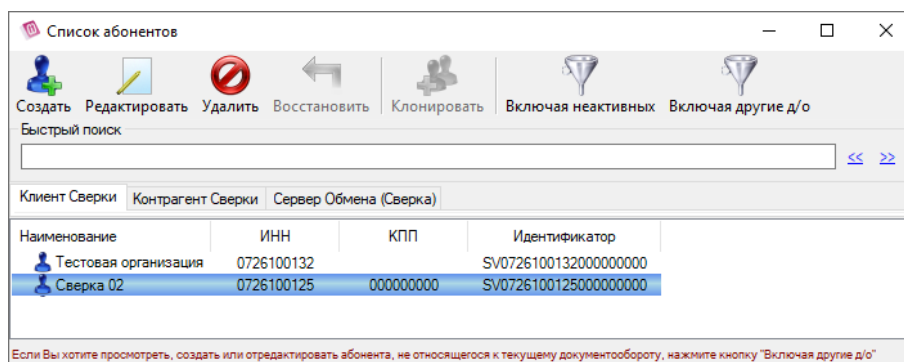 Список абонентов
Создать Редактировать Удалить Восстановить Клонировать Включая неактивных Включая другие д/о
Быстрый поиск
<< >>
Клиент Сверки Контрагент Сверки Сервер Обмена (Сверка)
Наименование ИНН КПП Идентификатор
Тестовая организация 0726100132 SV0726100132000000000
Сверка 02 0726100125 000000000 SV0726100125000000000
Если Вы хотите просмотреть, создать или отредактировать абонента, не относящегося к текущему документообороту, нажмите кнопку "Включая другие д/о"